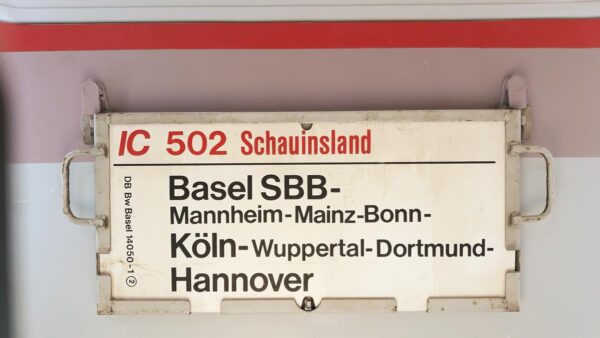 IC 502 Schauinsland
Basel SBB-
Mannheim-Mainz-Bonn-
Köln-Wuppertal-Dortmund-
Hannover
DB Bw Basel 14050-1 ②